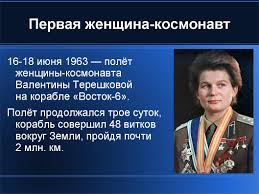 Первая женщина-космонавт
16-18 июня 1963 — полёт
женщины-космонавта
Валентины Терешковой
на корабле «Восток-6».
Полёт продолжался трое суток,
корабль совершил 48 витков
вокруг Земли, пройдя почти
2 млн. км.